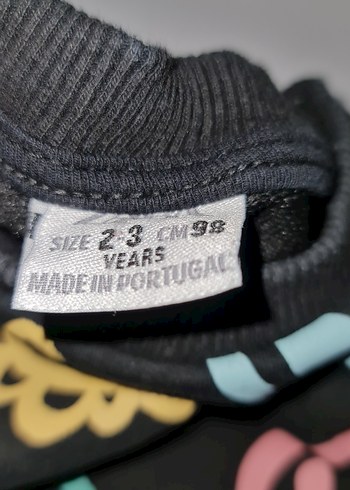 SIZE 2-3 CM 98
YEARS
MADE IN PORTUGAL